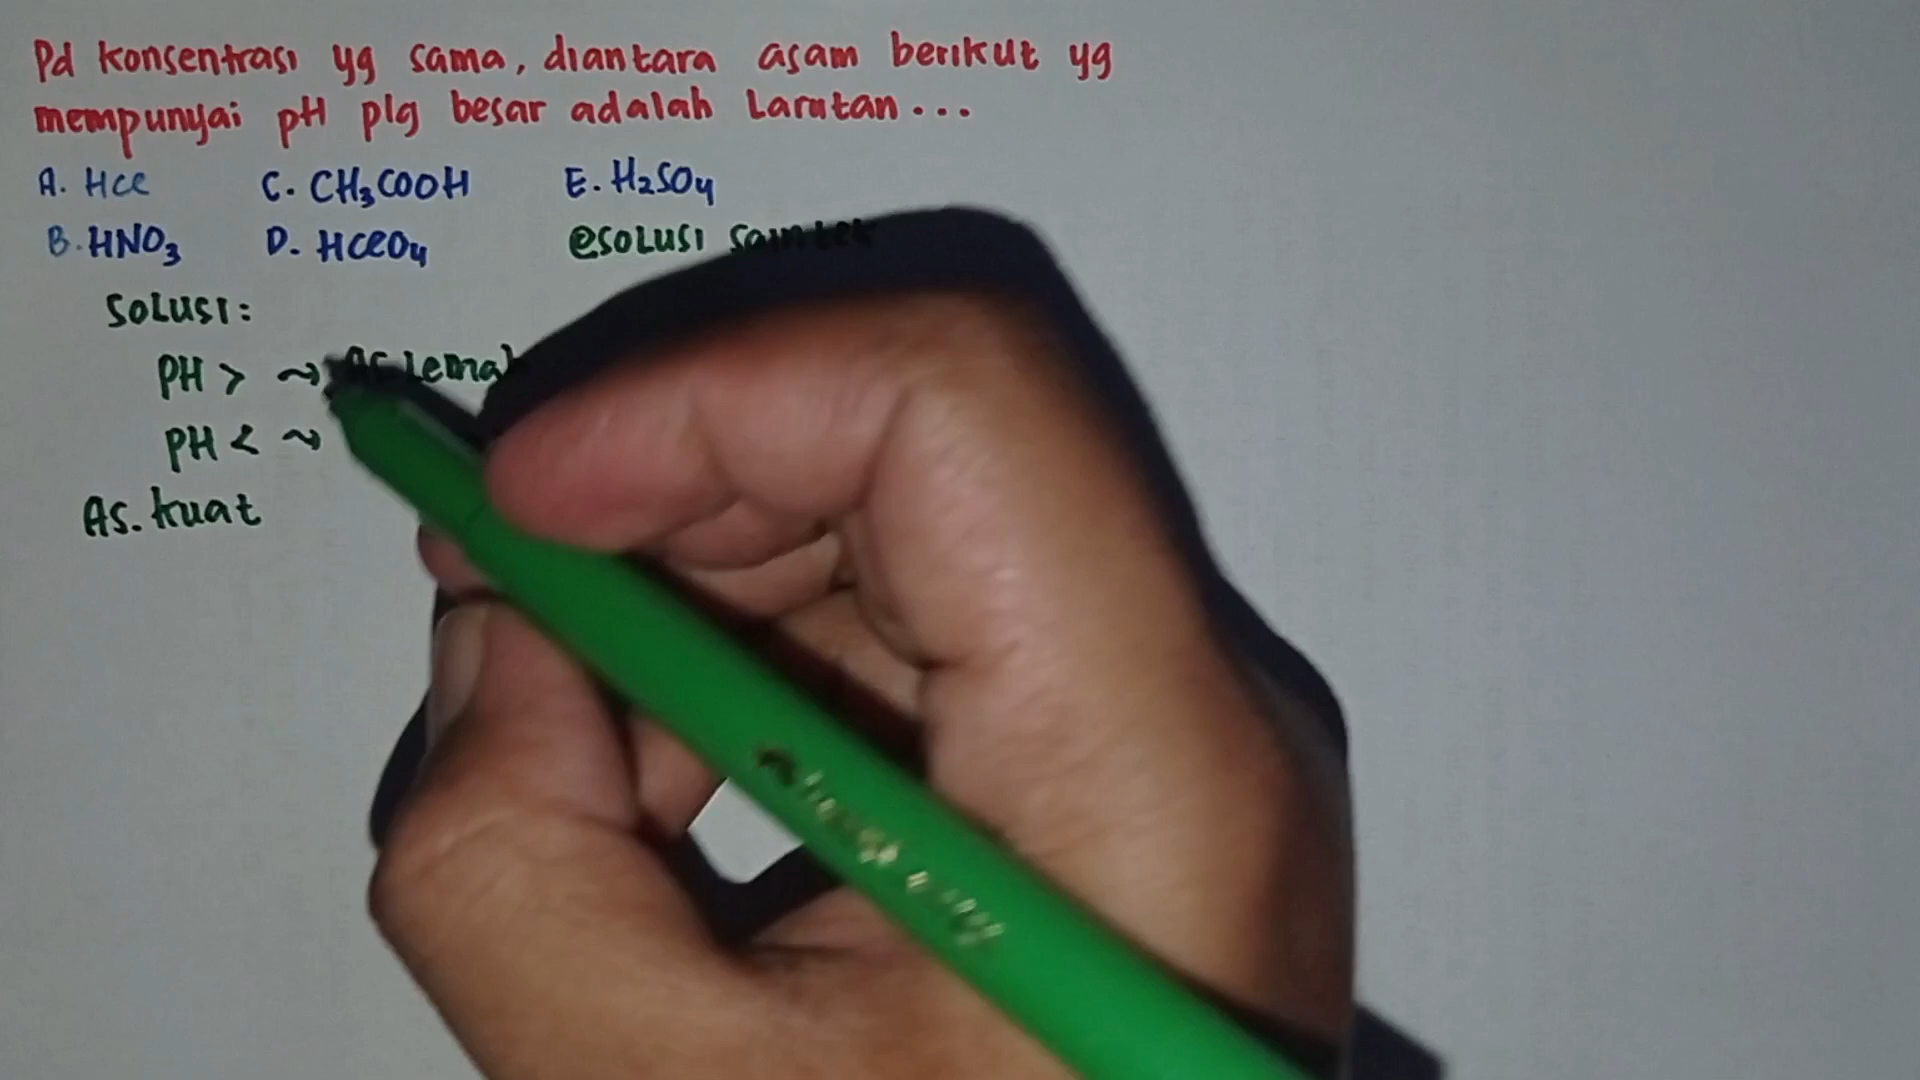 Pd konsentrasi yg sama, diantara asam berikut yg
mempunyai pH plg besar adalah Larutan...
A. HCl C. CH₃COOH E. H₂SO₄
B. HNO₃ D. HClO₄ @SOLUSI Saintek
SOLUSI:
PH > ~> As. lemah
PH < ~>
As. kuat